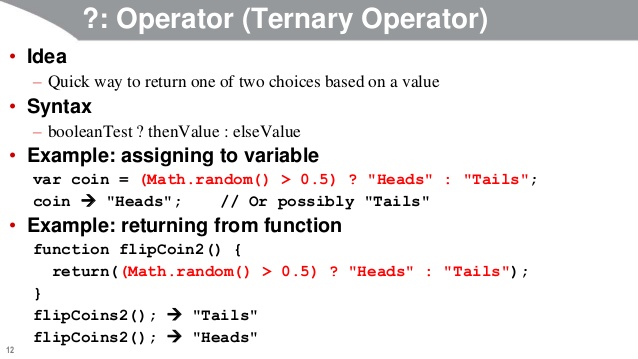 ?: Operator (Ternary Operator)
• Idea
– Quick way to return one of two choices based on a value
• Syntax
– booleanTest ? thenValue : elseValue
• Example: assigning to variable
var coin = (Math.random() > 0.5) ? "Heads" : "Tails";
coin → "Heads";    // Or possibly "Tails"
• Example: returning from function
function flipCoin2() {
  return((Math.random() > 0.5) ? "Heads" : "Tails");
}
flipCoins2(); → "Tails"
flipCoins2(); → "Heads"
12